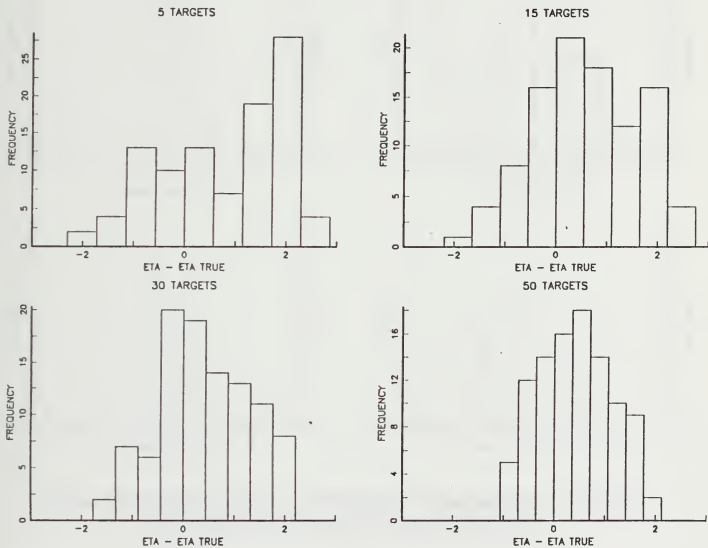 5 TARGETS
25
20
15
10
5
0
FREQUENCY
-2
0
2
ETA - ETA TRUE
15 TARGETS
20
15
10
5
0
FREQUENCY
-2
0
2
ETA - ETA TRUE
30 TARGETS
20
15
10
5
0
FREQUENCY
-2
0
2
ETA - ETA TRUE
50 TARGETS
16
12
8
4
0
FREQUENCY
-2
0
2
ETA - ETA TRUE